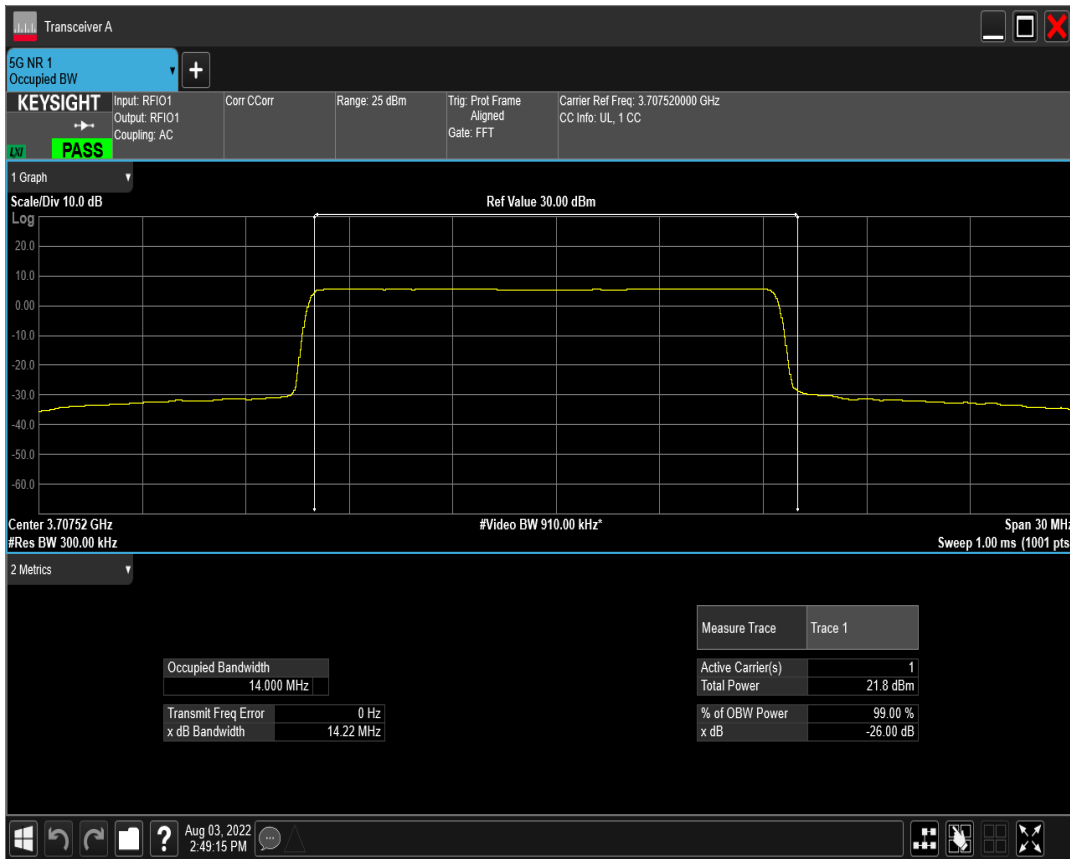 Transceiver A
5G NR 1
Occupied BW
+
KEYSIGHT
LXI
PASS
Input: RFIO1
Output: RFIO1
Coupling: AC
Corr CCorr
Range: 25 dBm
Trig: Prot Frame
Aligned
Gate: FFT
Carrier Ref Freq: 3.707520000 GHz
CC Info: UL, 1 CC
1 Graph
Scale/Div 10.0 dB
Ref Value 30.00 dBm
Log
20.0
10.0
0.00
-10.0
-20.0
-30.0
-40.0
-50.0
-60.0
Center 3.70752 GHz
#Video BW 910.00 kHz*
Span 30 MHz
#Res BW 300.00 kHz
Sweep 1.00 ms (1001 pts
2 Metrics
Measure Trace Trace 1
Occupied Bandwidth
14.000 MHz
Active Carrier(s) 1
Total Power 21.8 dBm
Transmit Freq Error 0 Hz
x dB Bandwidth 14.22 MHz
% of OBW Power 99.00 %
x dB -26.00 dB
?
Aug 03, 2022
2:49:15 PM